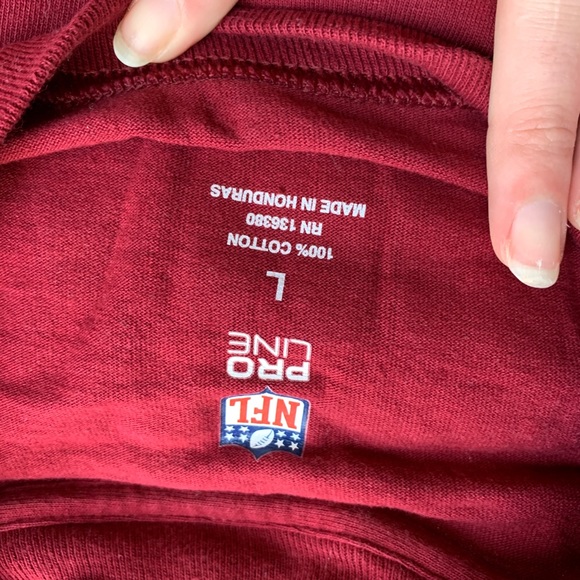 NFL
PRO
LINE
L
100% COTTON
RN 136380
MADE IN HONDURAS